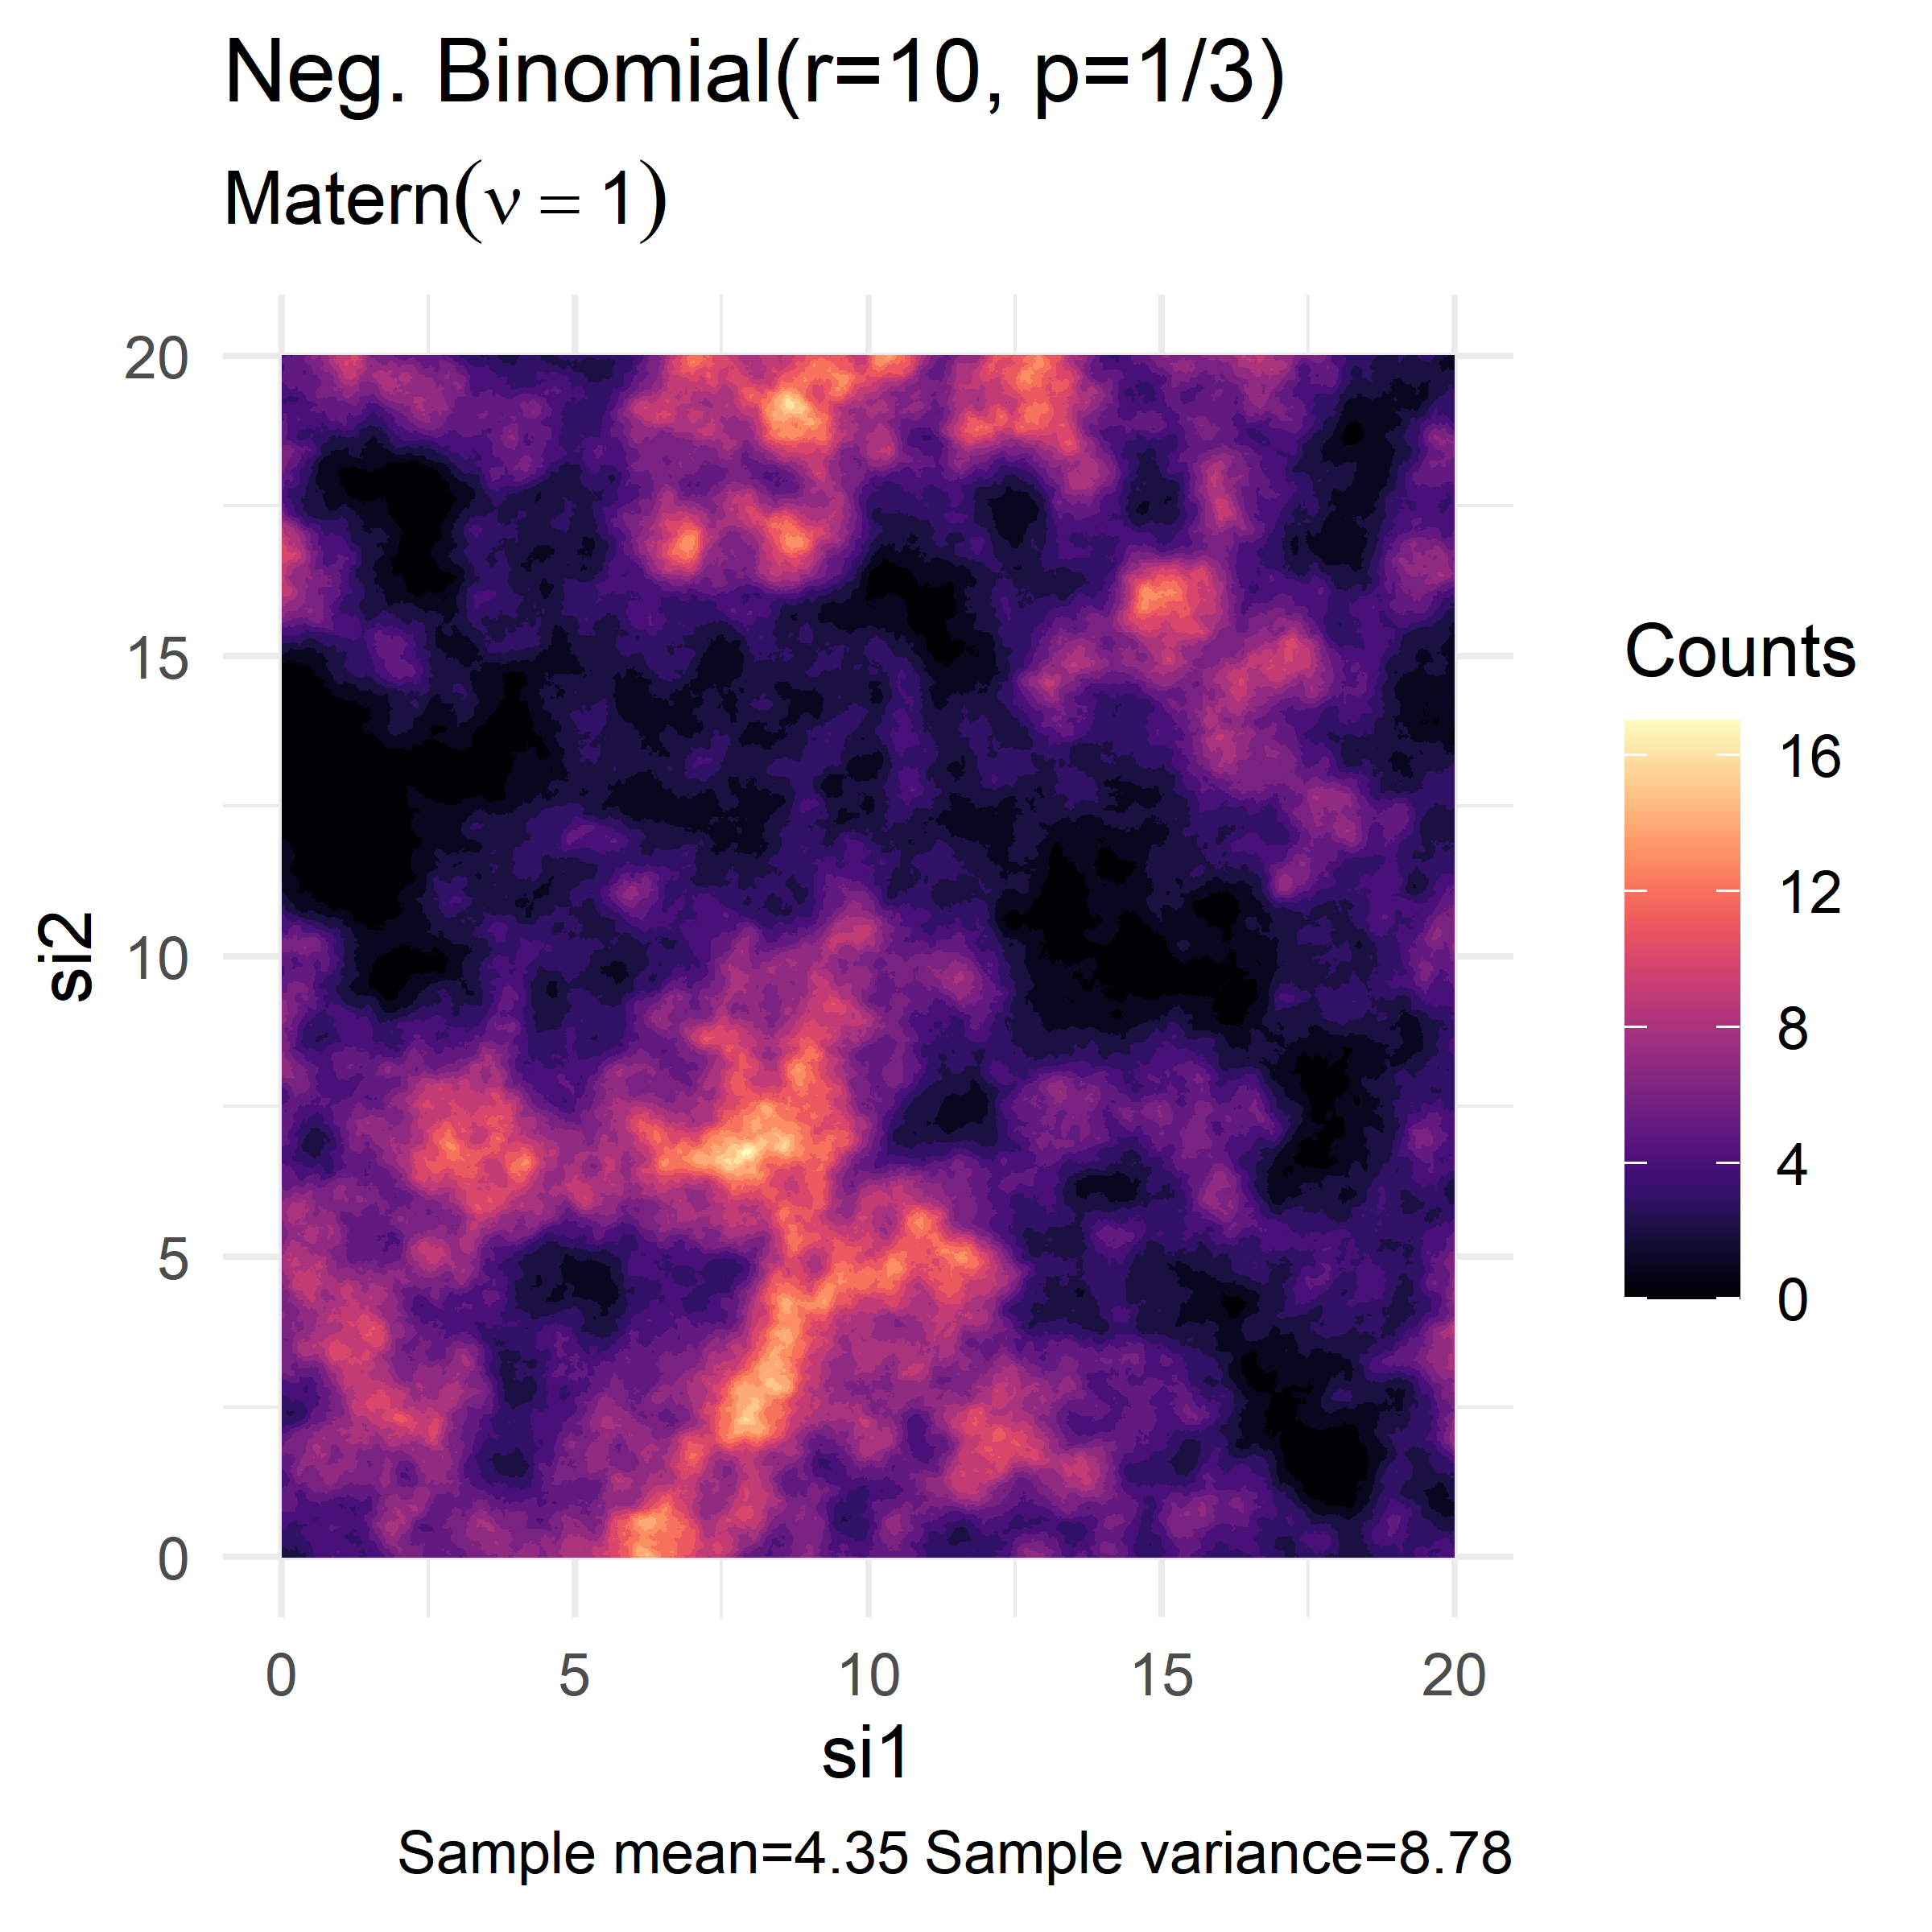 Neg. Binomial(r=10, p=1/3)
Matern(ν = 1)
20
15
10
5
0
si2
0 5 10 15 20
si1
Counts
16
12
8
4
0
Sample mean=4.35 Sample variance=8.78